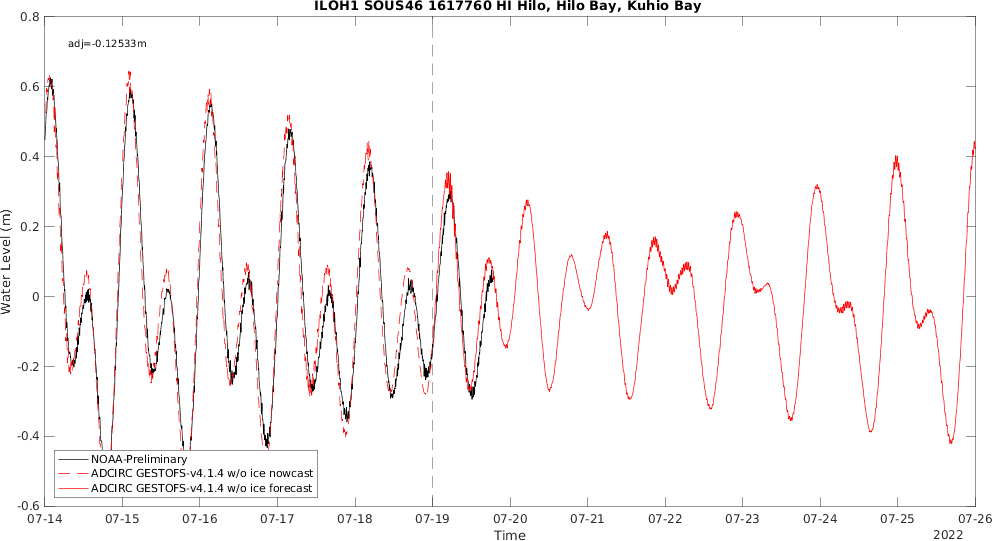 ILOH1 SOUS46 1617760 HI Hilo, Hilo Bay, Kuhio Bay
0.8
adj=-0.12533m
0.6
0.4
0.2
0
-0.2
-0.4
-0.6
Water Level (m)
NOAA-Preliminary
ADCIRC GESTOFS-v4.1.4 w/o ice nowcast
ADCIRC GESTOFS-v4.1.4 w/o ice forecast
07-14 07-15 07-16 07-17 07-18 07-19 07-20 07-21 07-22 07-23 07-24 07-25 07-26
Time
2022